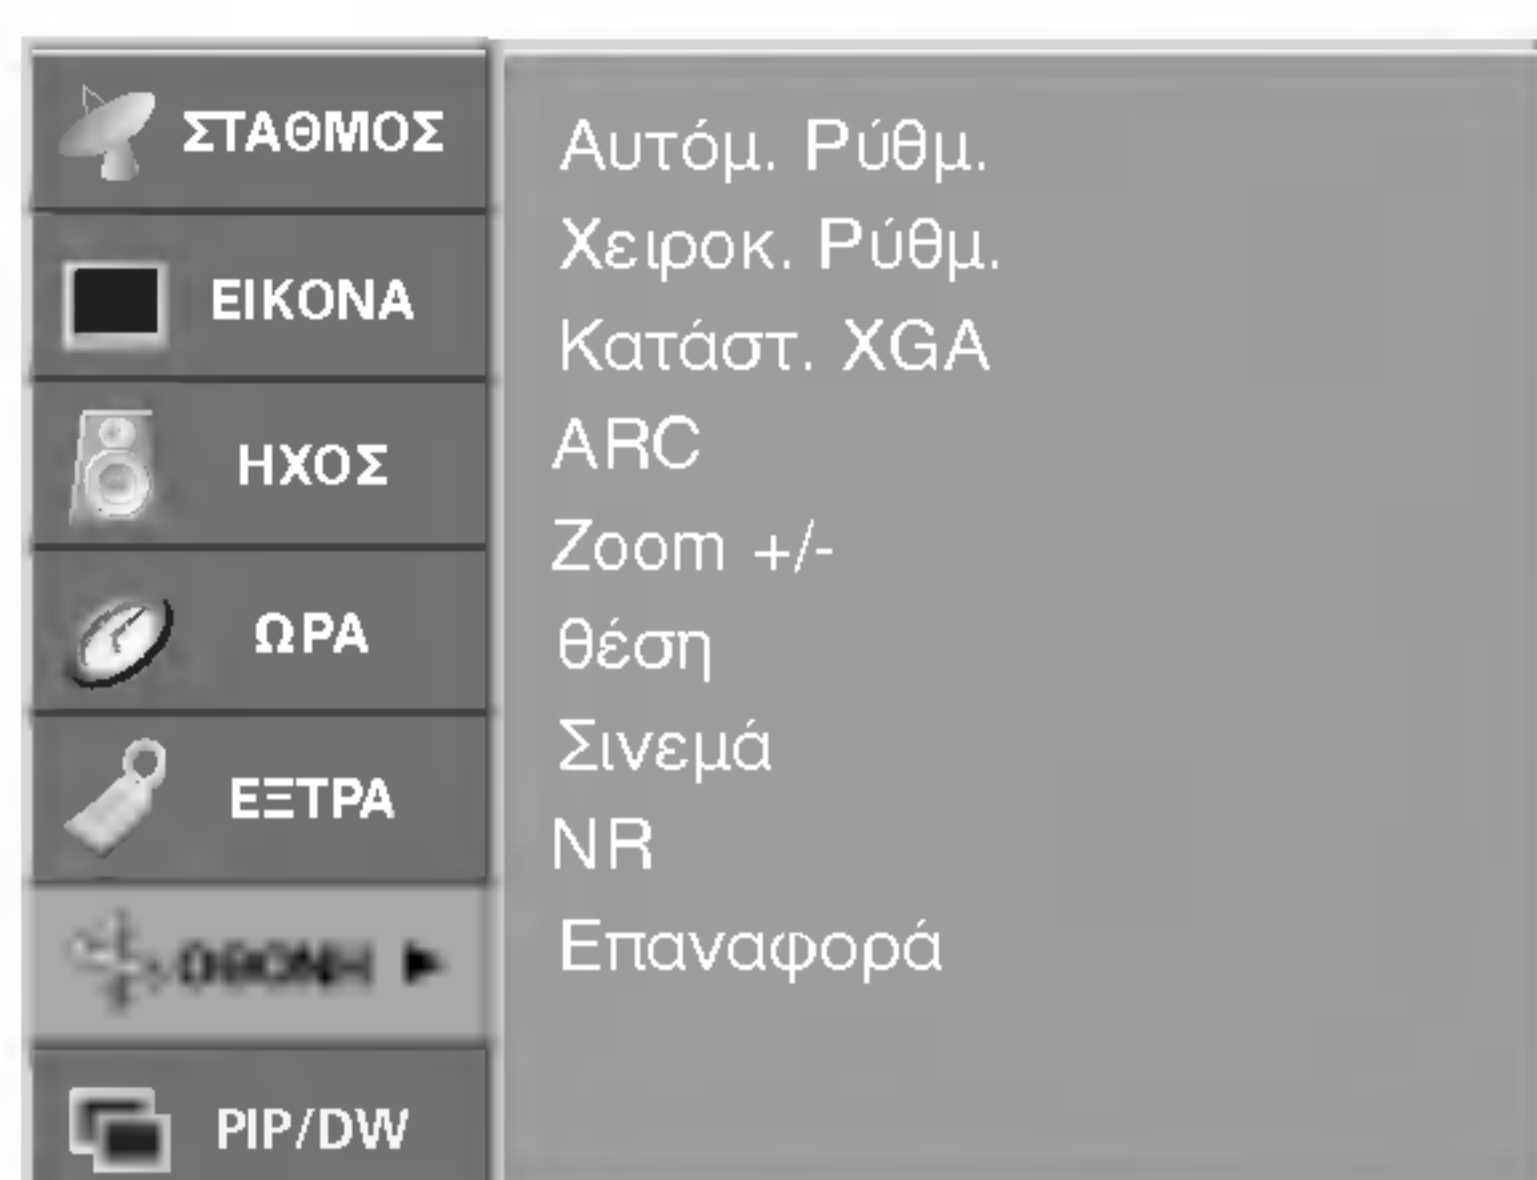 ΣΤΑΘΜΟΣ
ΕΙΚΟΝΑ
ΗΧΟΣ
ΩΡΑ
ΕΞΤΡΑ
ΟΘΟΝΗ ►
PIP/DW
Αυτόμ. Ρύθμ.
Χειροκ. Ρύθμ.
Κατάστ. XGA
ARC
Zoom +/-
θέση
Σινεμά
NR
Επαναφορά